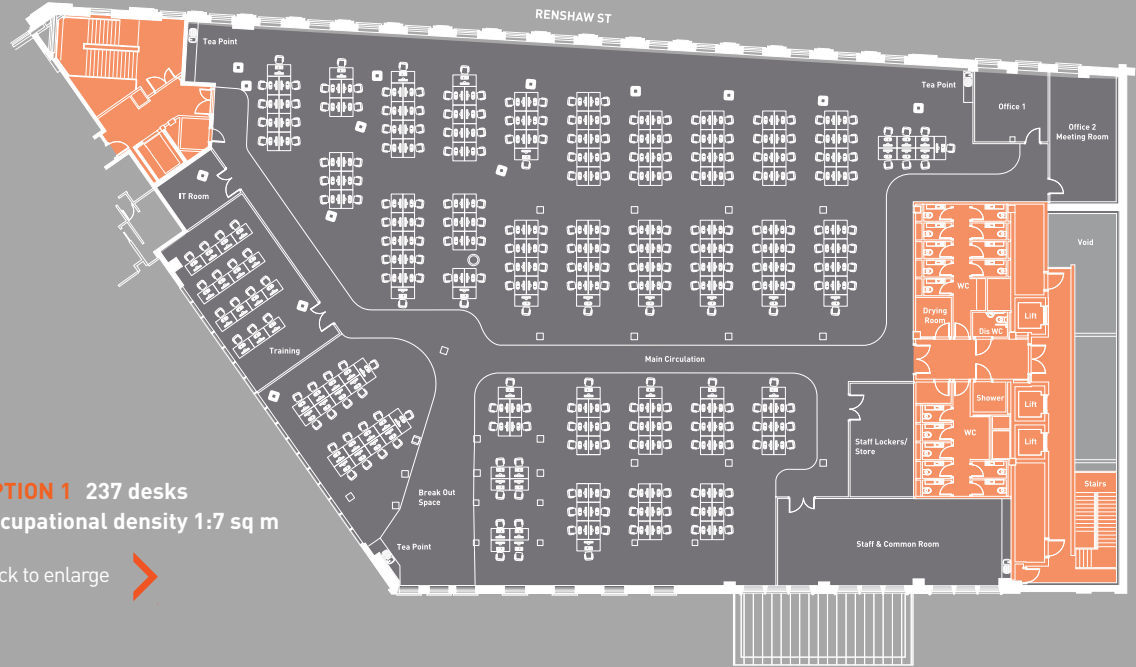 RENSHAW ST
Tea Point
Tea Point
Office 1
Office 2
Meeting Room
IT Room
Void
WC
Drying
Room
Lift
Dis WC
Training
Main Circulation
Shower
Lift
Staff Lockers/
Store
WC
Lift
Stairs
PTION 1 237 desks
Break Out
Space
cupational density 1:7 sq m
Tea Point
Staff & Common Room
ck to enlarge